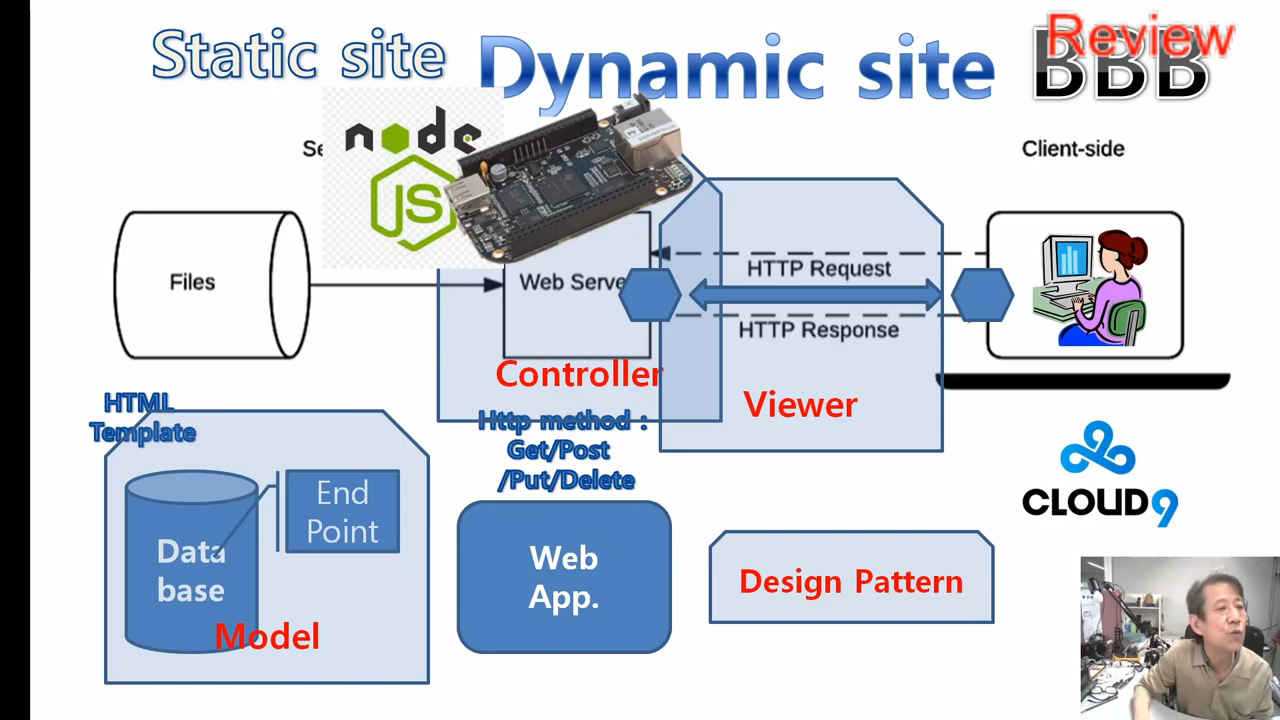 Static site
Dynamic site
BBB
Review
node
JS
Se
Client-side
Files
Web Serve
HTTP Request
HTTP Response
Controller
Viewer
HTML
Template
Http method :
Get/Post
/Put/Delete
End
Point
Data
base
Model
Web
App.
Design Pattern
CLOUD9